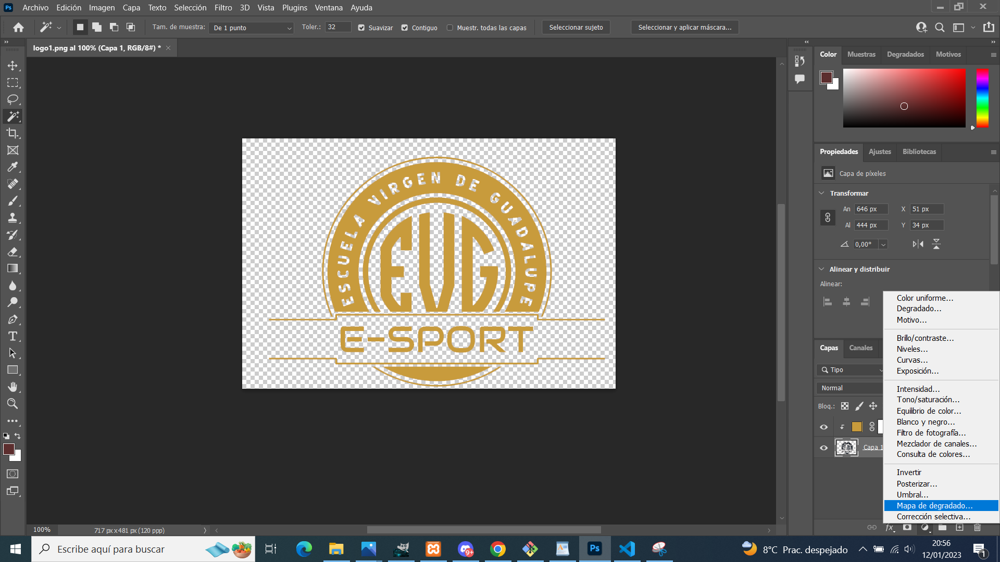 Ps Archivo Edición Imagen Capa Texto Selección Filtro 3D Vista Plugins Ventana Ayuda
Tam. de muestra: De 1 punto Toler.: 32 Suavizar Contiguo Muestr. todas las capas Seleccionar sujeto Seleccionar y aplicar máscara...
logo1.png al 100% (Capa 1, RGB/8#) *
Color Muestras Degradados Motivos
Propiedades Ajustes Bibliotecas
Capa de píxeles
Transformar
An 646 px X 51 px
Al 444 px Y 34 px
0,00°
Alinear y distribuir
Alinear:
ESCUELA VIRGEN DE GUADALUPE
EVG
E-SPORT
Capas Canales
Tipo
Normal
Bloq.:
Capa 1
Color uniforme...
Degradado...
Motivo...
Brillo/contraste...
Niveles...
Curvas...
Exposición...
Intensidad...
Tono/saturación...
Equilibrio de color...
Blanco y negro...
Filtro de fotografía...
Mezclador de canales...
Consulta de colores...
Invertir
Posterizar...
Umbral...
Mapa de degradado...
Corrección selectiva...
fx
100% 717 px x 481 px (120 ppp)
Escribe aquí para buscar
9+
Ps
8°C Prac. despejado
20:56
12/01/2023
1